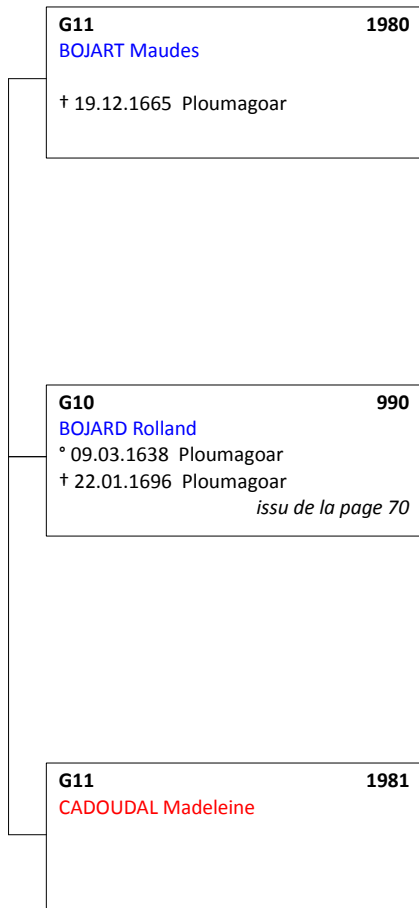 G11 1980
BOJART Maudes
† 19.12.1665 Ploumagoar
G10 990
BOJARD Rolland
° 09.03.1638 Ploumagoar
† 22.01.1696 Ploumagoar
issu de la page 70
G11 1981
CADOUDAL Madeleine